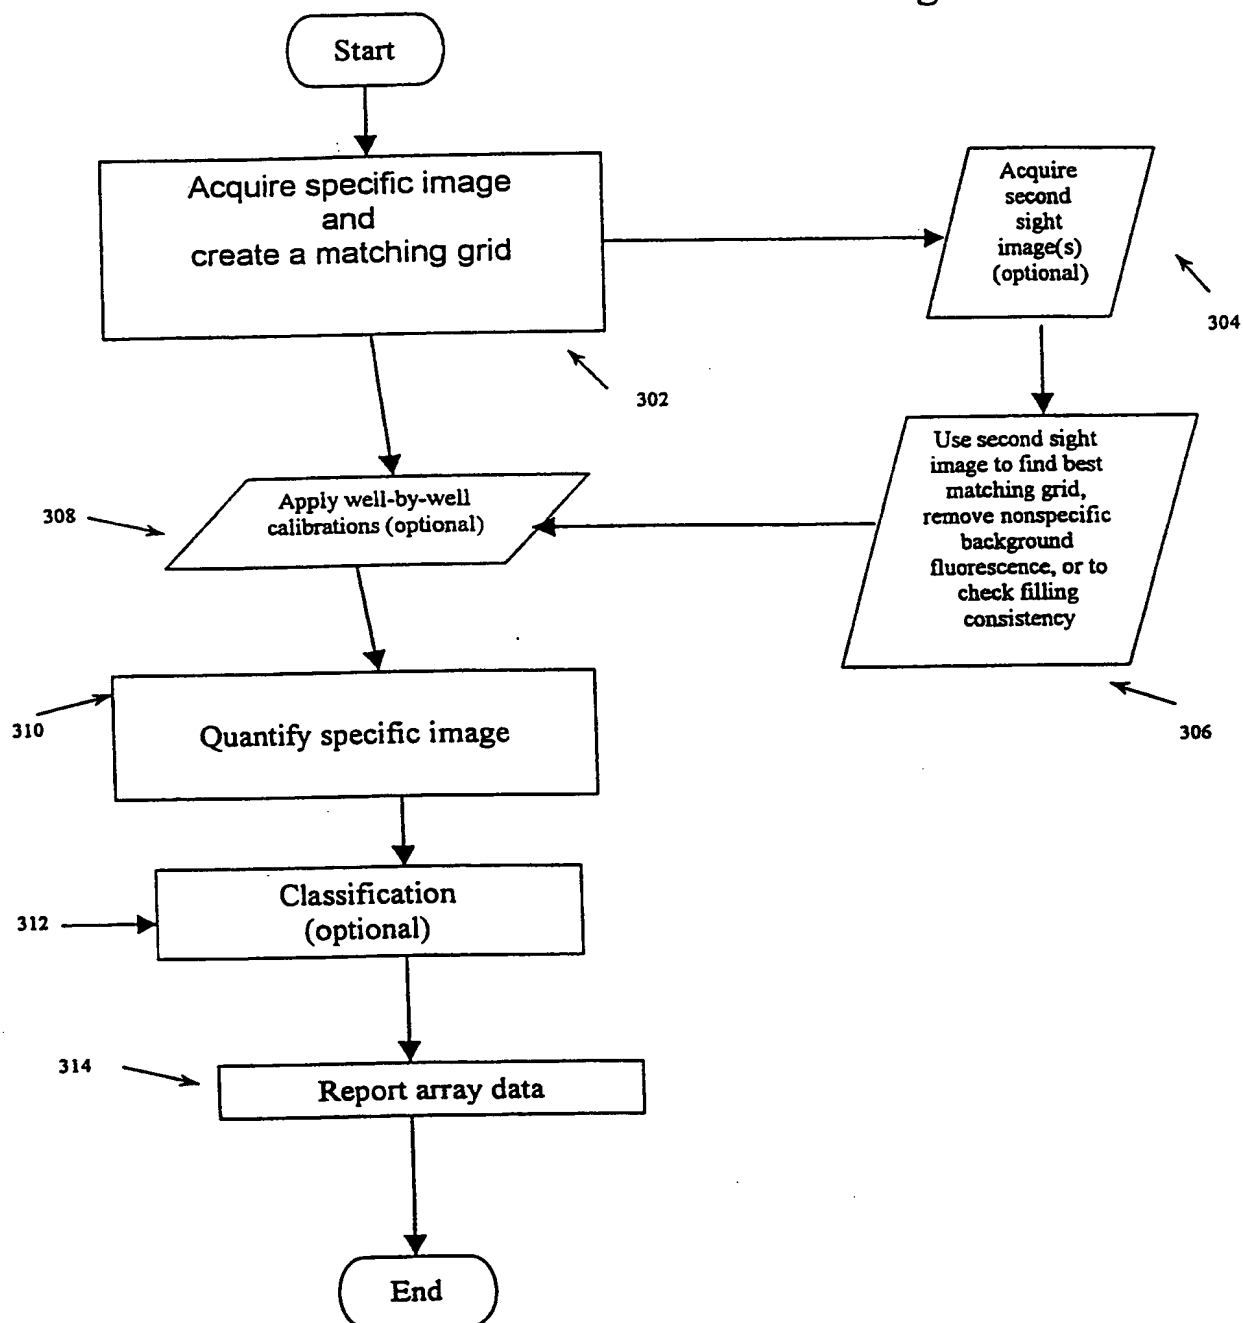 Start
Acquire specific image
and
create a matching grid
302
Acquire
second
sight
image(s)
(optional)
304
Use second sight
image to find best
matching grid,
remove nonspecific
background
fluorescence, or to
check filling
consistency
306
Apply well-by-well
calibrations (optional)
308
Quantify specific image
310
Classification
(optional)
312
Report array data
314
End